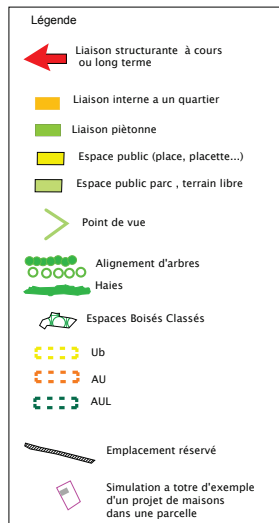 Légende
Liaison structurante à cours
ou long terme
Liaison interne a un quartier
Liaison piètonne
Espace public (place, placette...)
Espace public parc , terrain libre
Point de vue
Alignement d'arbres
Haies
Espaces Boisés Classés
Ub
AU
AUL
Emplacement réservé
Simulation a totre d'exemple
d'un projet de maisons
dans une parcelle